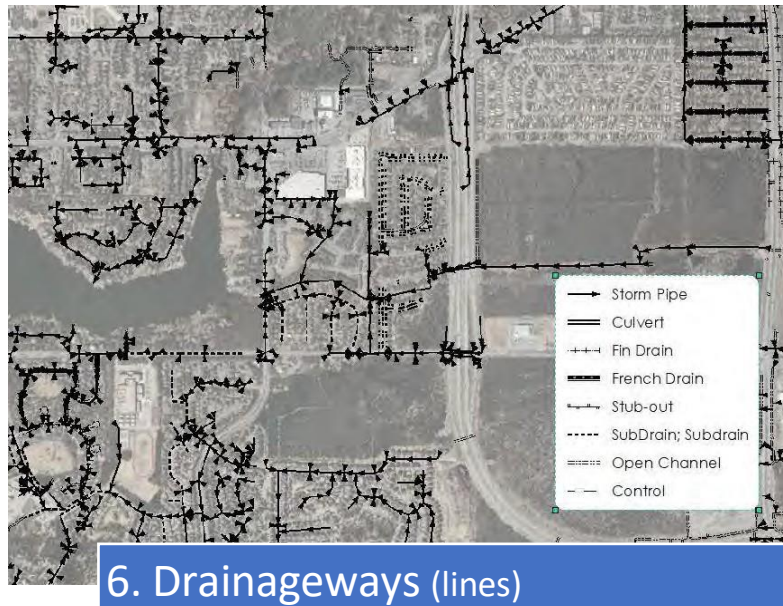 Storm Pipe
Culvert
Fin Drain
French Drain
Stub-out
SubDrain; Subdrain
Open Channel
Control
6. Drainageways (lines)